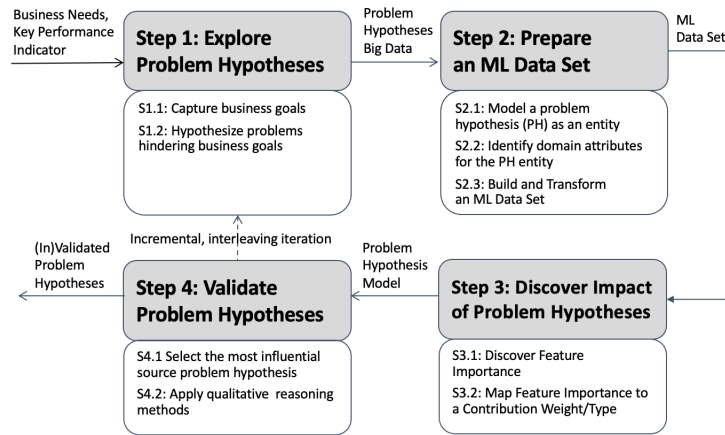 Business Needs,
Key Performance
Indicator
Step 1: Explore
Problem Hypotheses
S1.1: Capture business goals
S1.2: Hypothesize problems
hindering business goals
Problem
Hypotheses
Big Data
Step 2: Prepare
an ML Data Set
S2.1: Model a problem
hypothesis (PH) as an entity
S2.2: Identify domain attributes
for the PH entity
S2.3: Build and Transform
an ML Data Set
ML
Data Set
Step 3: Discover Impact
of Problem Hypotheses
S3.1: Discover Feature
Importance
S3.2: Map Feature Importance to
a Contribution Weight/Type
Problem
Hypothesis
Model
Step 4: Validate
Problem Hypotheses
S4.1 Select the most influential
source problem hypothesis
S4.2: Apply qualitative reasoning
methods
Incremental, interleaving iteration
(In)Validated
Problem
Hypotheses